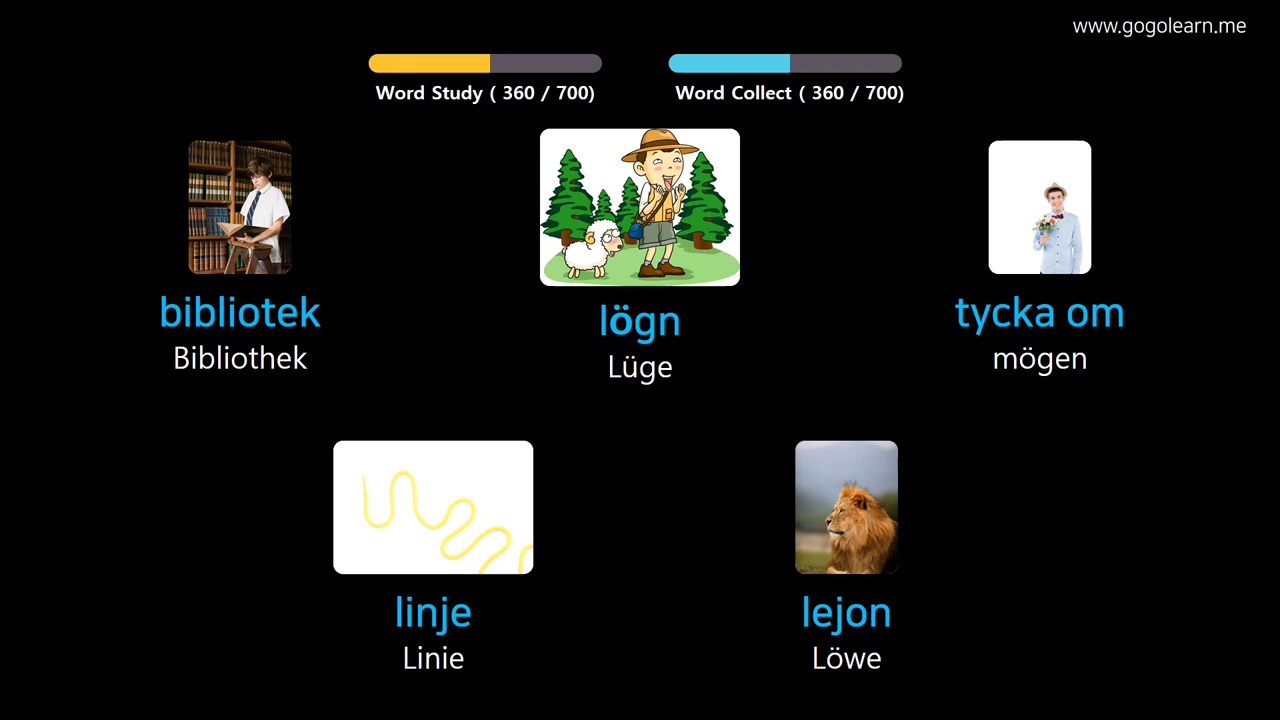 www.gogolearn.me
Word Study ( 360 / 700)
Word Collect ( 360 / 700)
bibliotek
Bibliothek
lögn
Lüge
tycka om
mögen
linje
Linie
lejon
Löwe